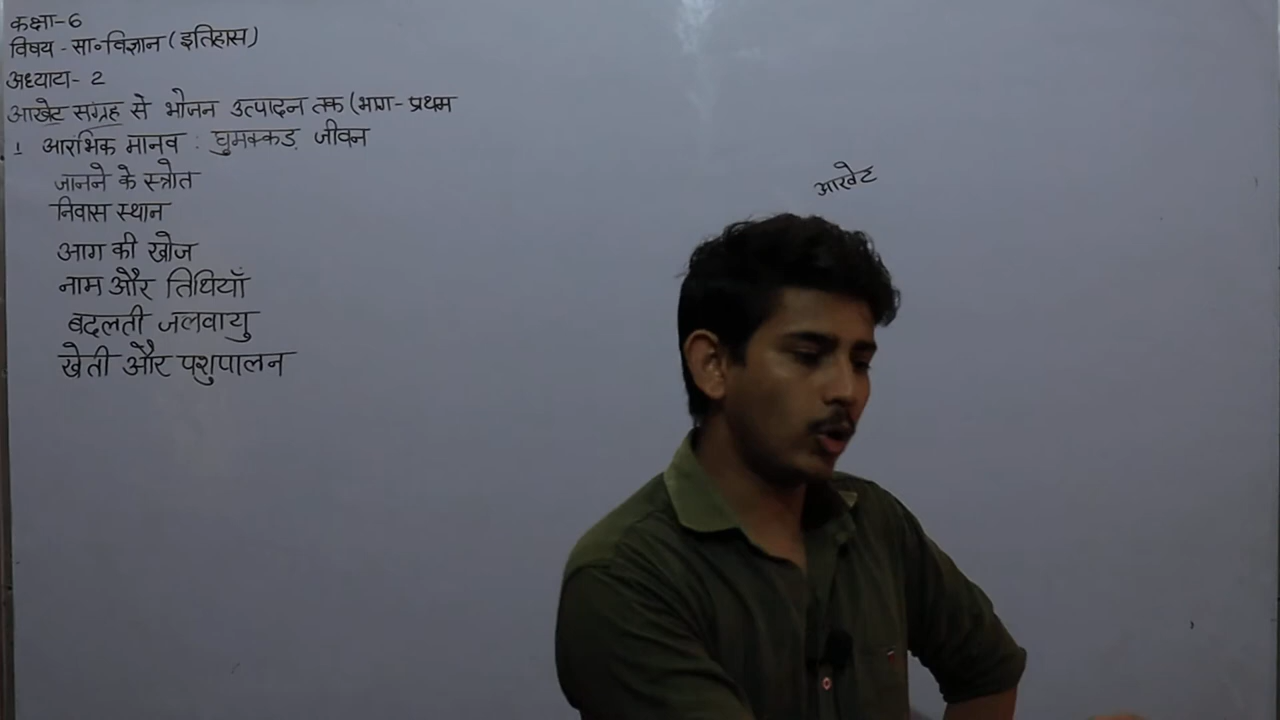 कक्षा-6
विषय - सा॰विज्ञान (इतिहास)
अध्याय- 2
आखेट संग्रह से भोजन उत्पादन तक (भाग- प्रथम
1 आरंभिक मानव : घुमक्कड़ जीवन
जानने के स्त्रोत
निवास स्थान
आग की खोज
नाम और तिथियाँ
बदलती जलवायु
खेती और पशुपालन
आखेट